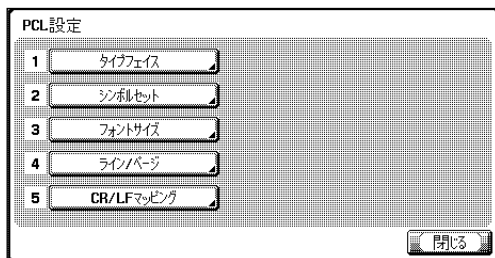 PCL設定
1 タイプフェイス
2 シンボルセット
3 フォントサイズ
4 ライン/ページ
5 CR/LFマッピング
閉じる